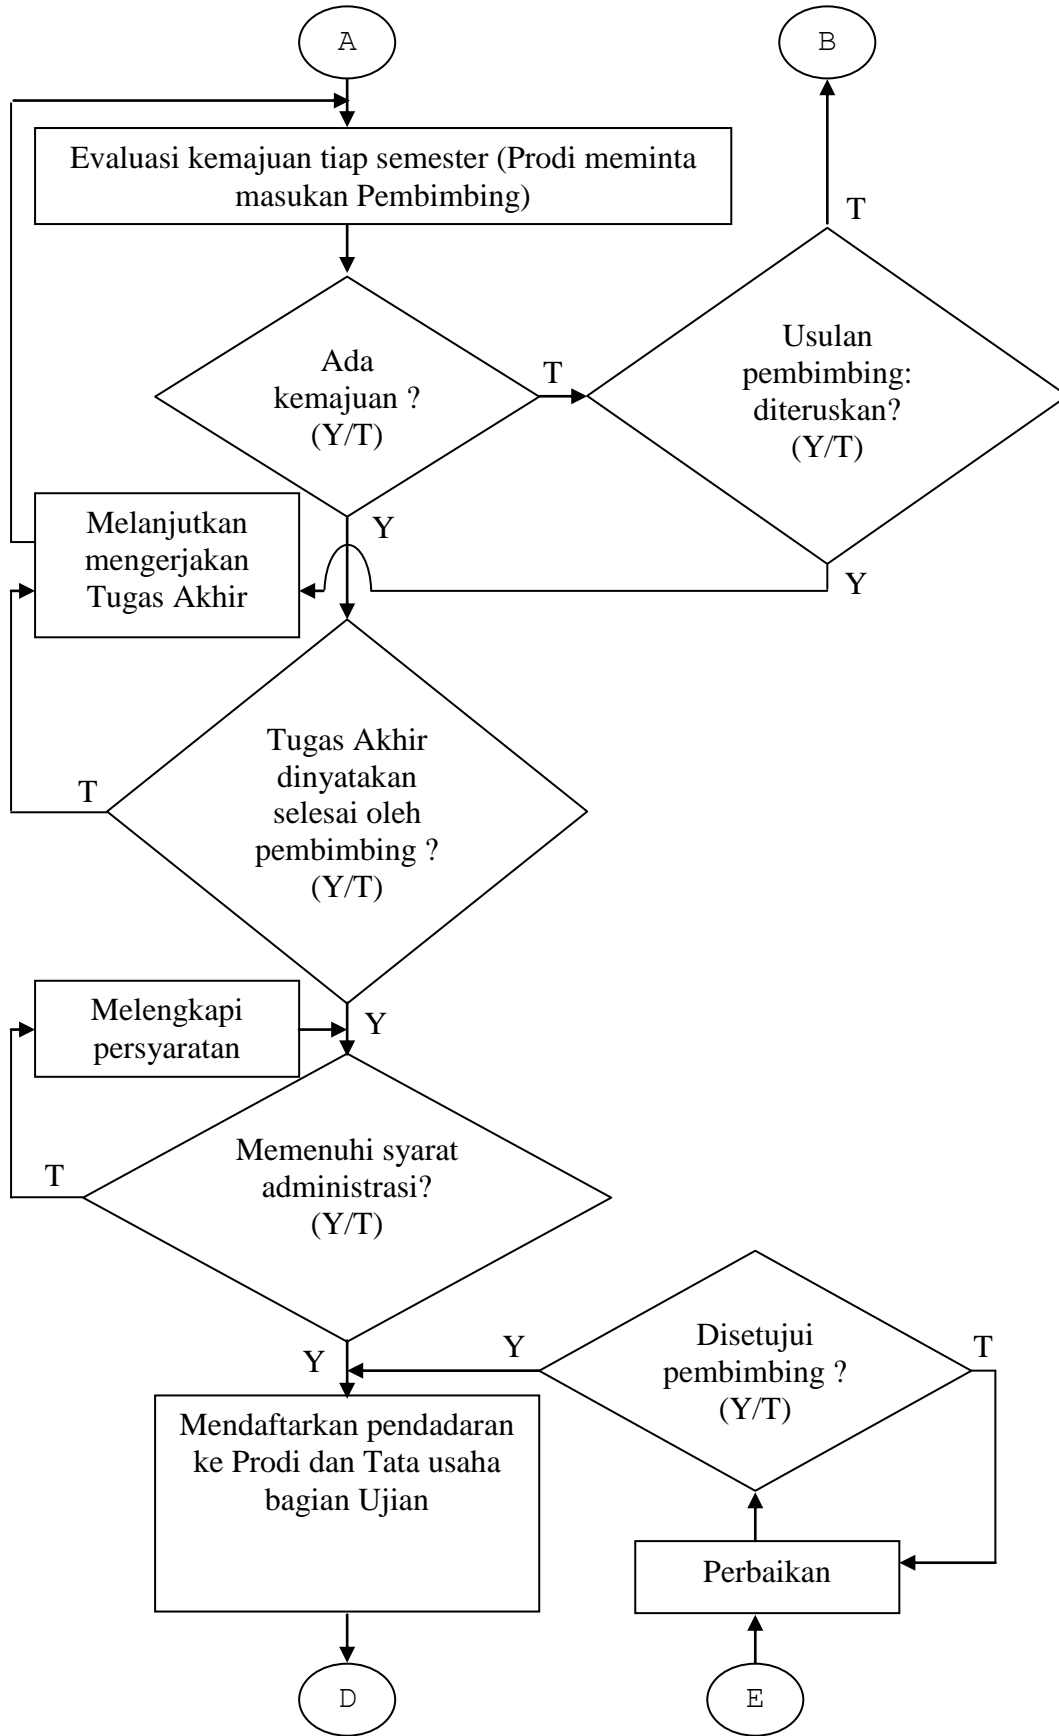 A
B
Evaluasi kemajuan tiap semester (Prodi meminta
masukan Pembimbing)
T
Ada
kemajuan ?
(Y/T)
T
Usulan
pembimbing:
diteruskan?
(Y/T)
Y
Y
Melanjutkan
mengerjakan
Tugas Akhir
Tugas Akhir
dinyatakan
selesai oleh
pembimbing ?
(Y/T)
T
Y
Melengkapi
persyaratan
Memenuhi syarat
administrasi?
(Y/T)
T
Y
Y
Disetujui
pembimbing ?
(Y/T)
T
Mendaftarkan pendadaran
ke Prodi dan Tata usaha
bagian Ujian
Perbaikan
D
E